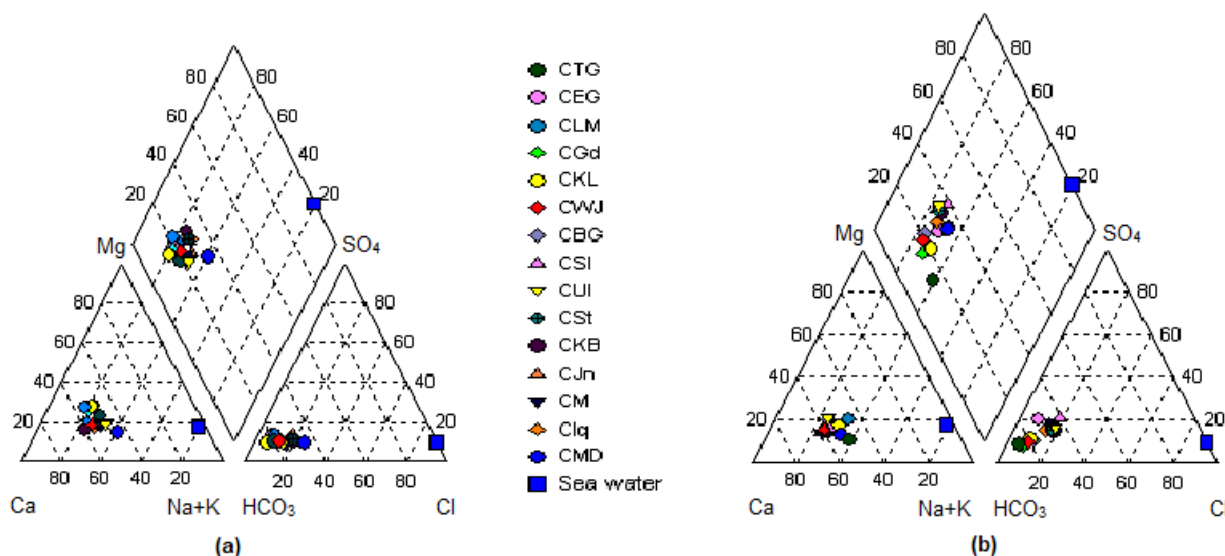 80 80
60 60
40 40
20 20
Mg SO₄
80 80
60 60
40 40
20 20
80 60 40 20 20 40 60 80
Ca Na+K HCO₃ Cl
(a)
CTG
CEG
CLM
CGd
CKL
CWJ
CBG
CSl
CUl
CSt
CKB
CJn
CM
CIq
CMD
Sea water
80 80
60 60
40 40
20 20
Mg SO₄
80 80
60 60
40 40
20 20
80 60 40 20 20 40 60 80
Ca Na+K HCO₃ Cl
(b)